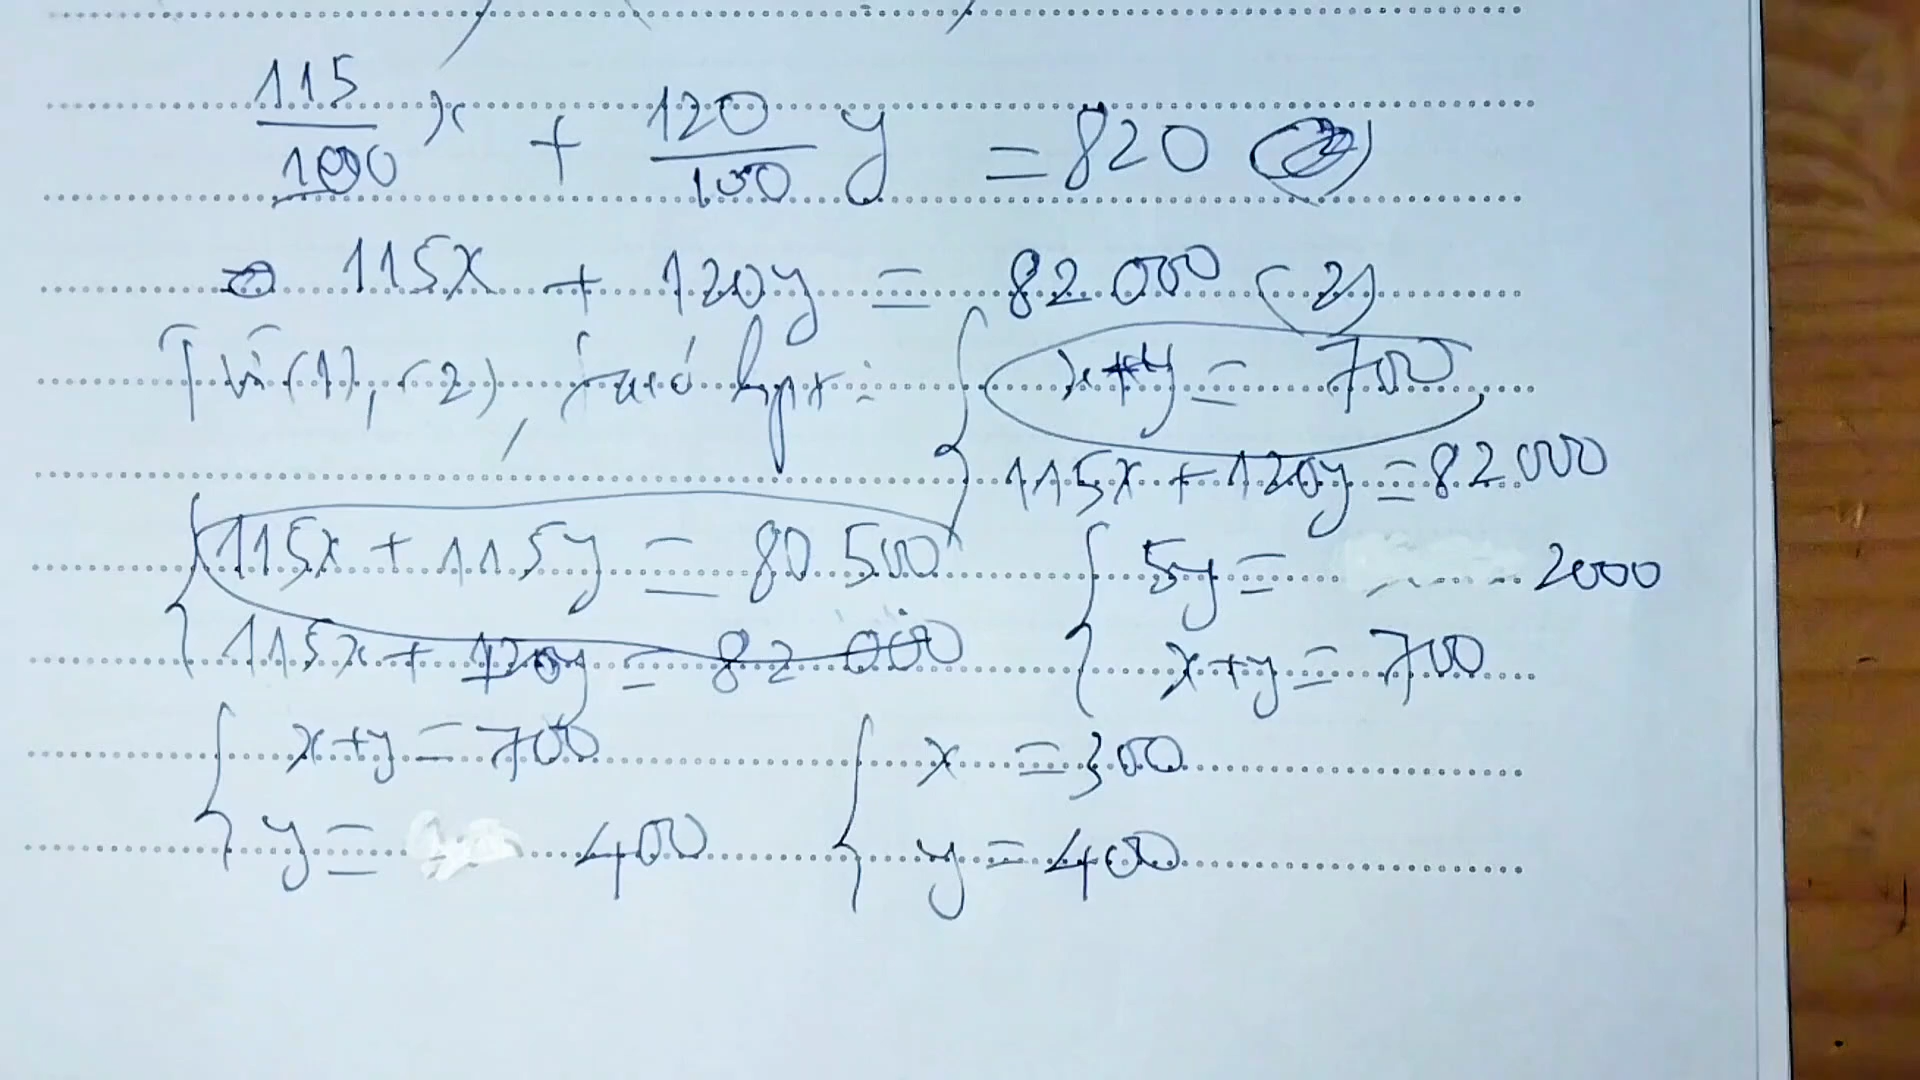 115/100 x + 120/100 y = 820
115x + 120y = 82 000 (2)
Từ (1), (2), ta có hpt: { x+y = 700
115x + 120y = 82 000
{ 115x + 115y = 80 500
115x + 120y = 82 000
{ 5y = 2000
x+y = 700
{ x+y = 700
y = 400
{ x = 300
y = 400